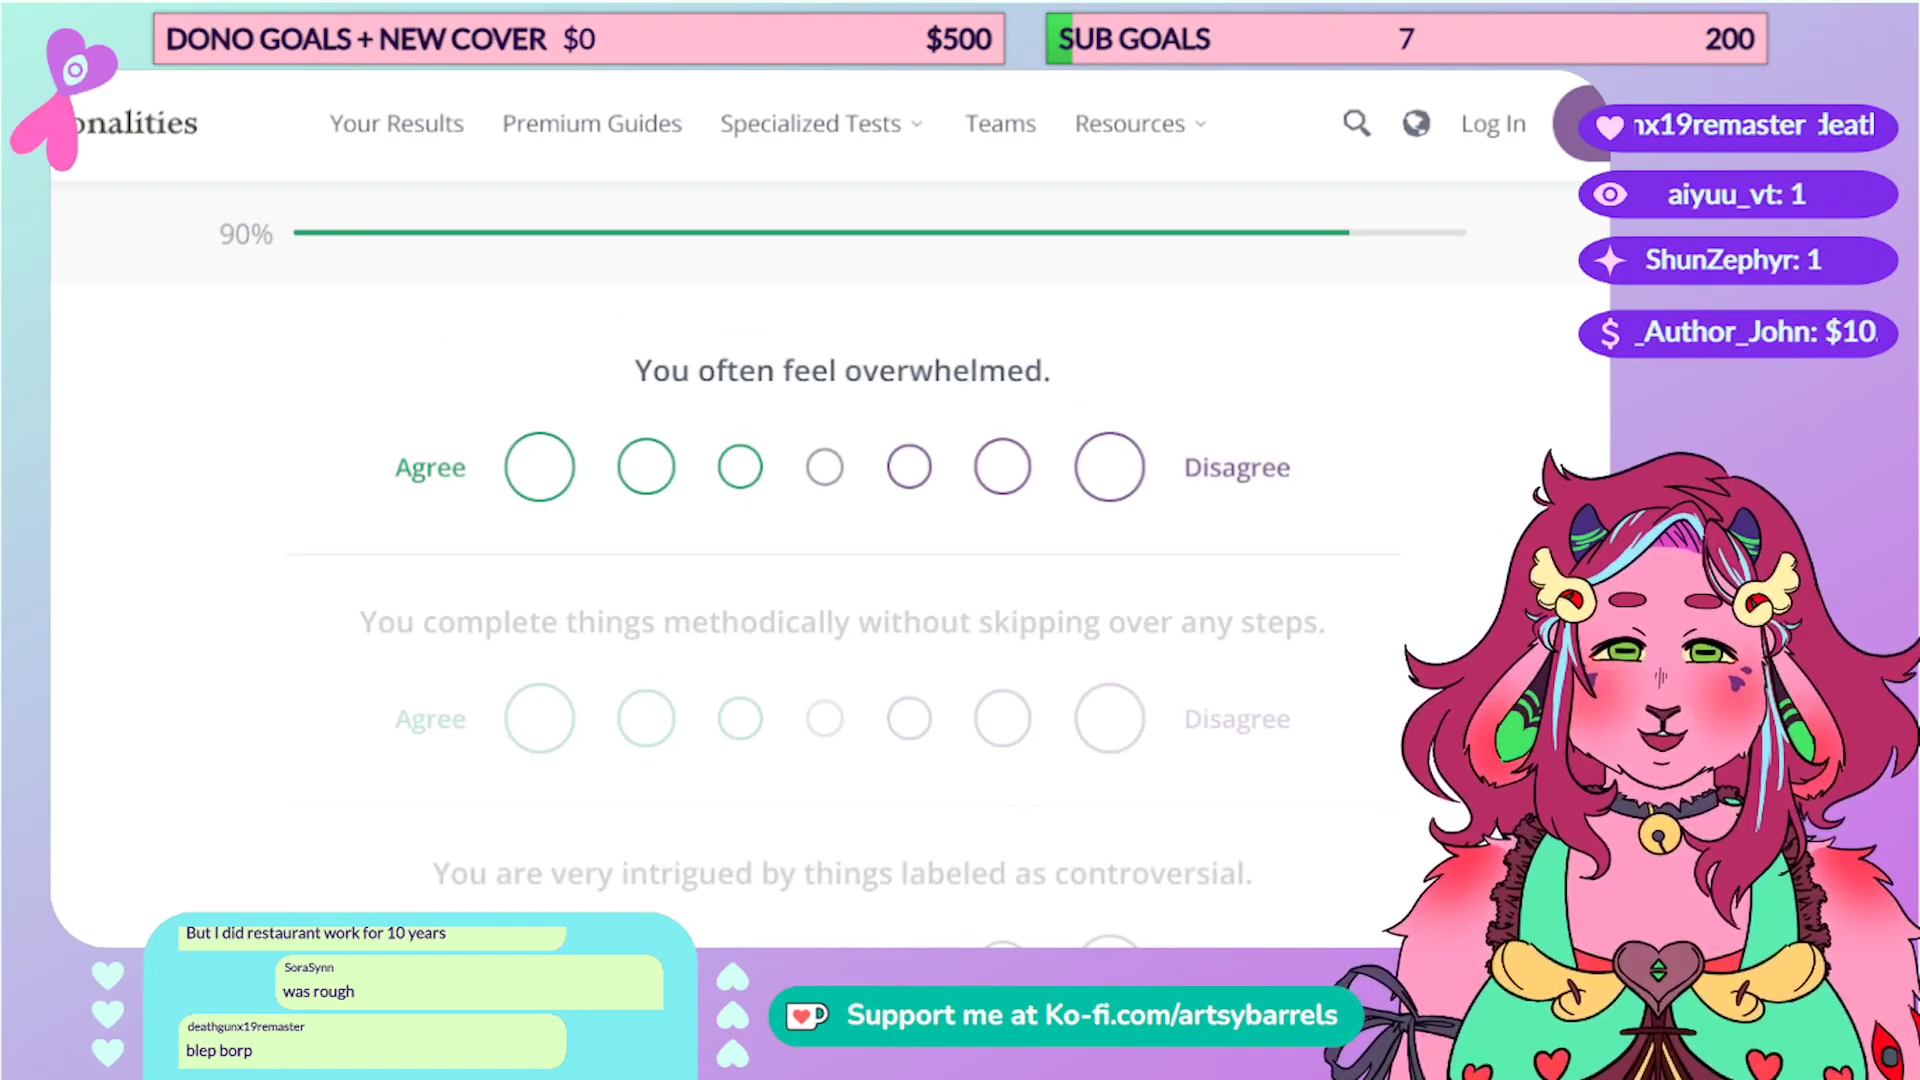 DONO GOALS + NEW COVER $0 $500
SUB GOALS 7 200
onalities
Your Results
Premium Guides
Specialized Tests
Teams
Resources
Log In
nx19remaster deatl
aiyuu_vt: 1
ShunZephyr: 1
$ _Author_John: $10.
90%
You often feel overwhelmed.
Agree
Disagree
You complete things methodically without skipping over any steps.
Agree
Disagree
You are very intrigued by things labeled as controversial.
But I did restaurant work for 10 years
SoraSynn
was rough
deathgunx19remaster
blep borp
Support me at Ko-fi.com/artsybarrels